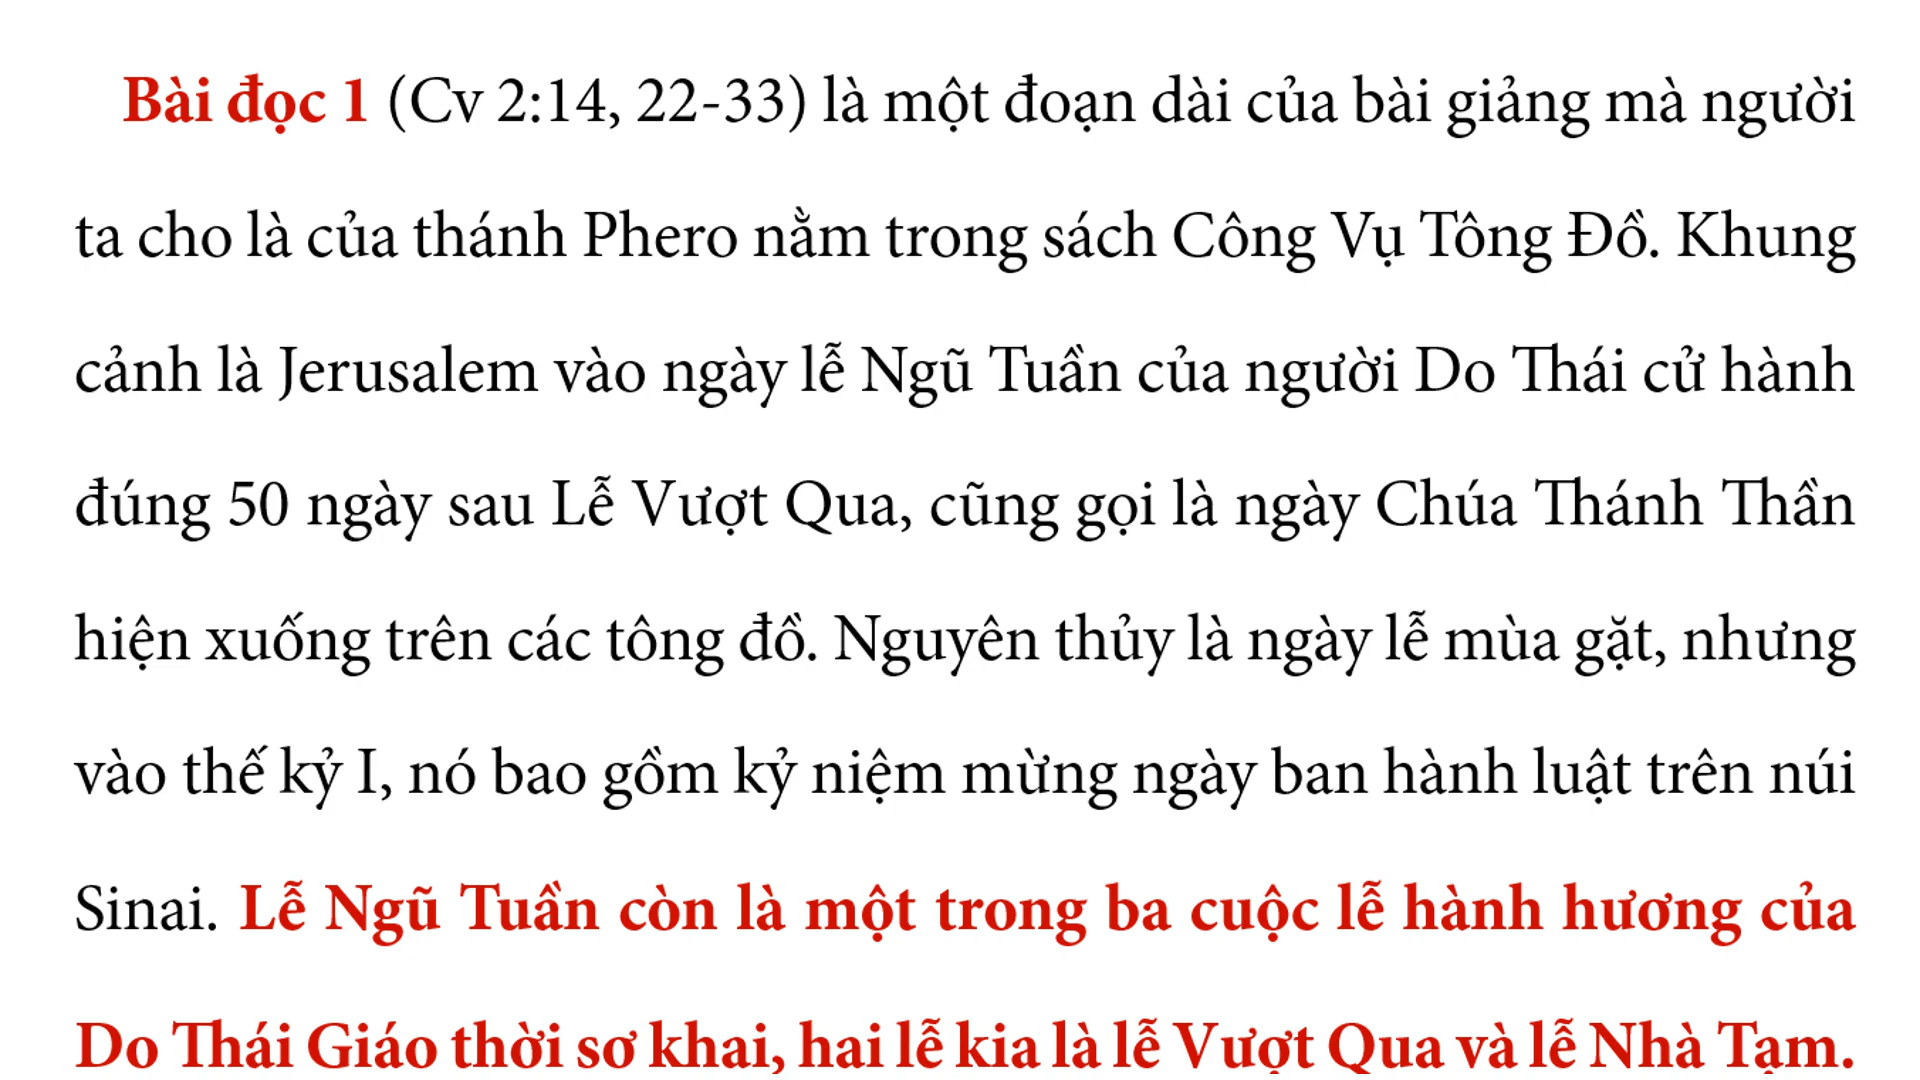 Bài đọc 1 (Cv 2:14, 22-33) là một đoạn dài của bài giảng mà người
ta cho là của thánh Phero nằm trong sách Công Vụ Tông Đồ. Khung
cảnh là Jerusalem vào ngày lễ Ngũ Tuần của người Do Thái cử hành
đúng 50 ngày sau Lễ Vượt Qua, cũng gọi là ngày Chúa Thánh Thần
hiện xuống trên các tông đồ. Nguyên thủy là ngày lễ mùa gặt, nhưng
vào thế kỷ I, nó bao gồm kỷ niệm mừng ngày ban hành luật trên núi
Sinai. Lễ Ngũ Tuần còn là một trong ba cuộc lễ hành hương của
Do Thái Giáo thời sơ khai, hai lễ kia là lễ Vượt Qua và lễ Nhà Tạm.